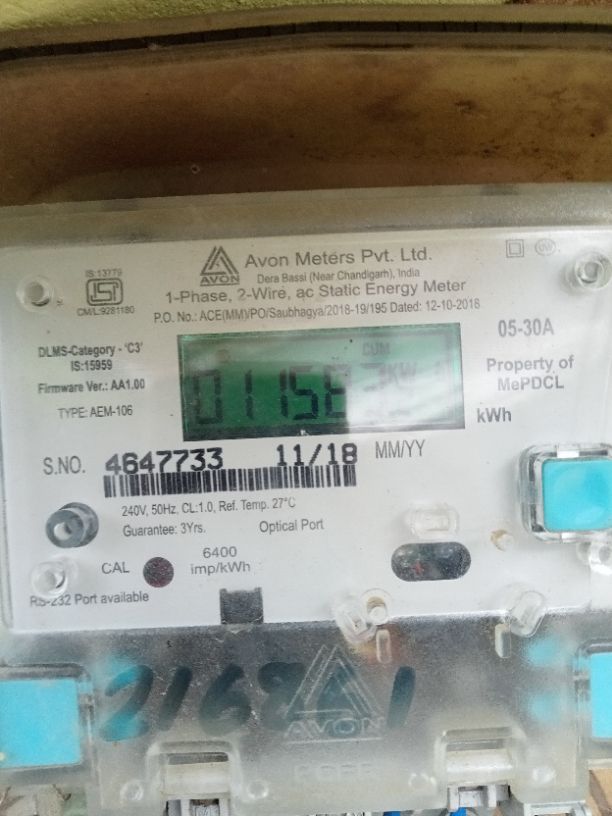 AVON
Avon Meters Pvt. Ltd.
Dera Bassi (Near Chandigarh), India
1-Phase, 2-Wire, ac Static Energy Meter
P.O. No.: ACE(MM)/PO/Saubhagya/2018-19/195 Dated: 12-10-2018
IS:13779
ISI
CM/L:9281180
DLMS-Category - 'C3'
IS:15959
Firmware Ver.: AA1.00
TYPE: AEM-106
CUM
05-30A
Property of
MePDCL
kWh
S.NO. 4647733 11/18 MM/YY
240V, 50Hz, CL:1.0, Ref. Temp. 27°C
Guarantee: 3Yrs. Optical Port
CAL 6400
imp/kWh
RS-232 Port available
AVON